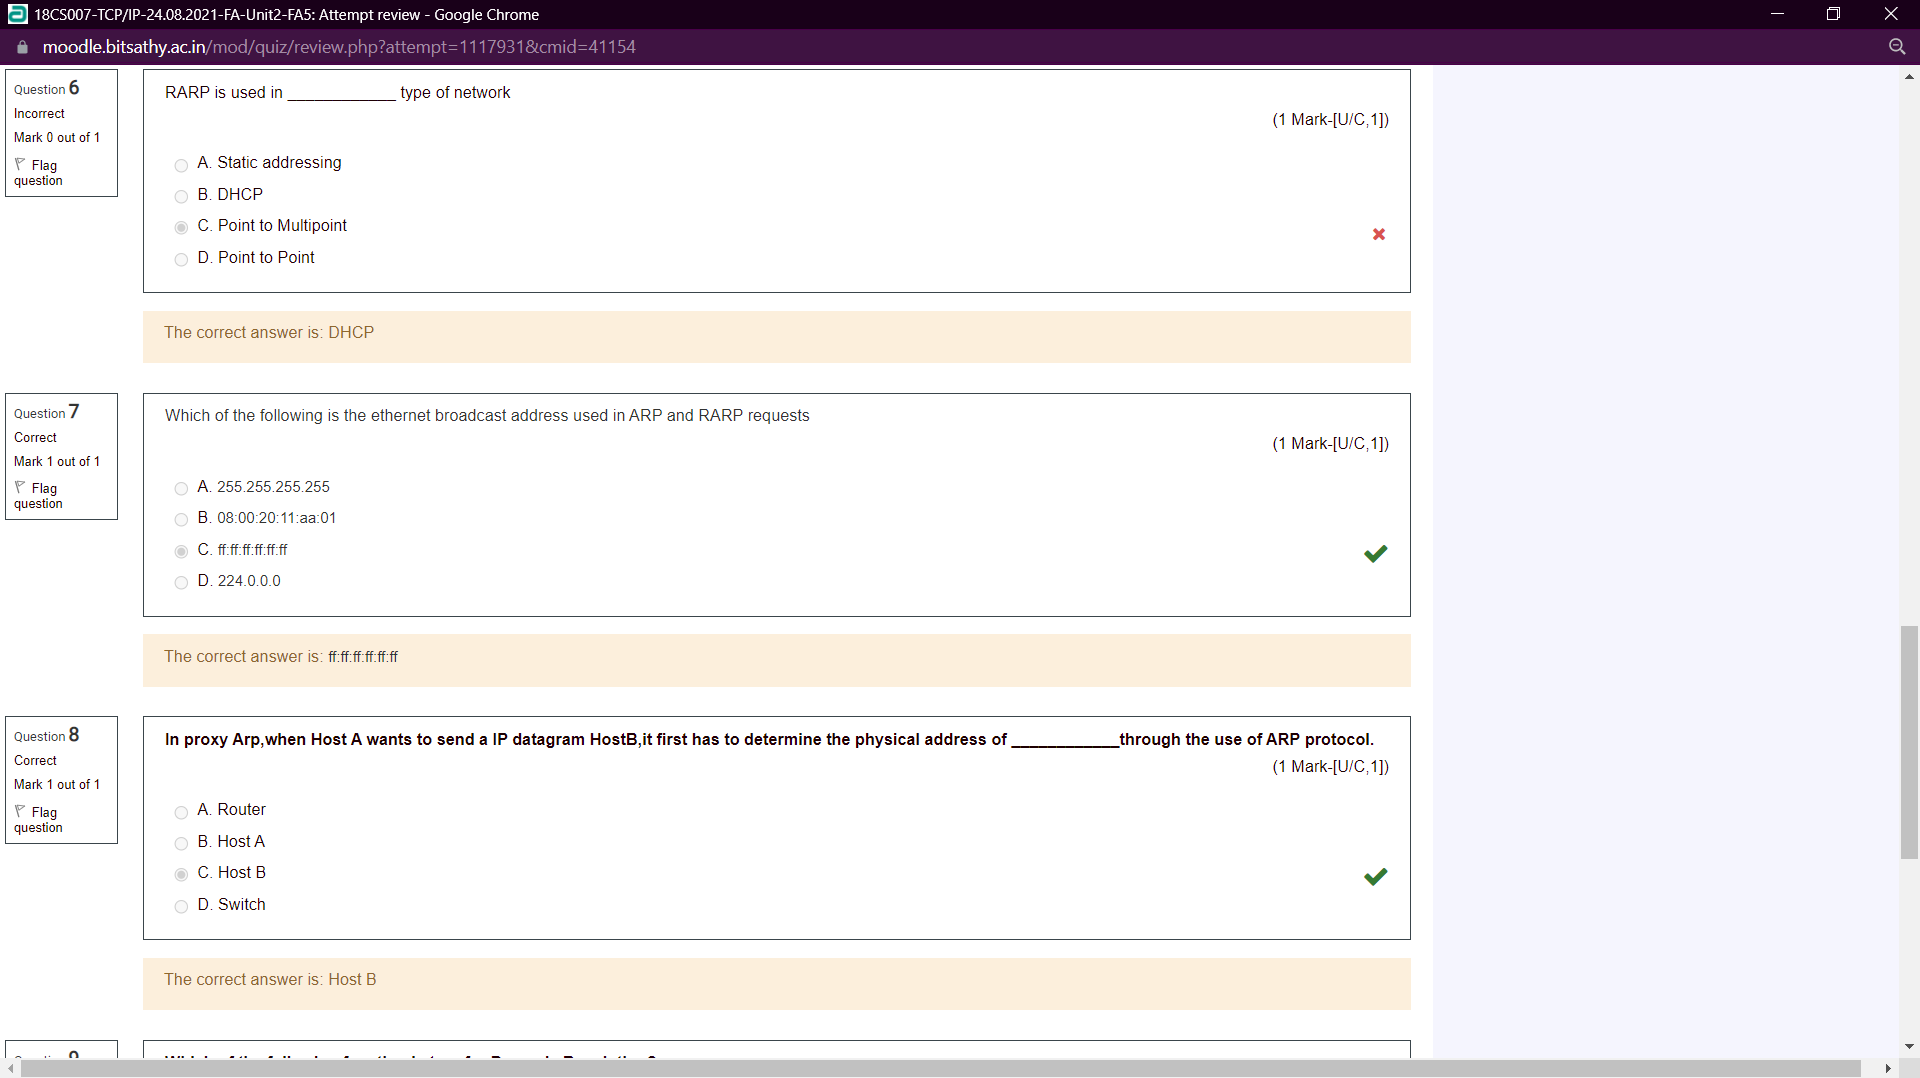 18CS007-TCP/IP-24.08.2021-FA-Unit2-FA5: Attempt review - Google Chrome
moodle.bitsathy.ac.in/mod/quiz/review.php?attempt=1117931&cmid=41154
Question 6
Incorrect
Mark 0 out of 1
Flag
question
RARP is used in ____________ type of network
(1 Mark-[U/C,1])
A. Static addressing
B. DHCP
C. Point to Multipoint
D. Point to Point
The correct answer is: DHCP
Question 7
Correct
Mark 1 out of 1
Flag
question
Which of the following is the ethernet broadcast address used in ARP and RARP requests
(1 Mark-[U/C,1])
A. 255.255.255.255
B. 08:00:20:11:aa:01
C. ff:ff:ff:ff:ff:ff
D. 224.0.0.0
The correct answer is: ff:ff:ff:ff:ff:ff
Question 8
Correct
Mark 1 out of 1
Flag
question
In proxy Arp,when Host A wants to send a IP datagram HostB,it first has to determine the physical address of ____________through the use of ARP protocol.
(1 Mark-[U/C,1])
A. Router
B. Host A
C. Host B
D. Switch
The correct answer is: Host B